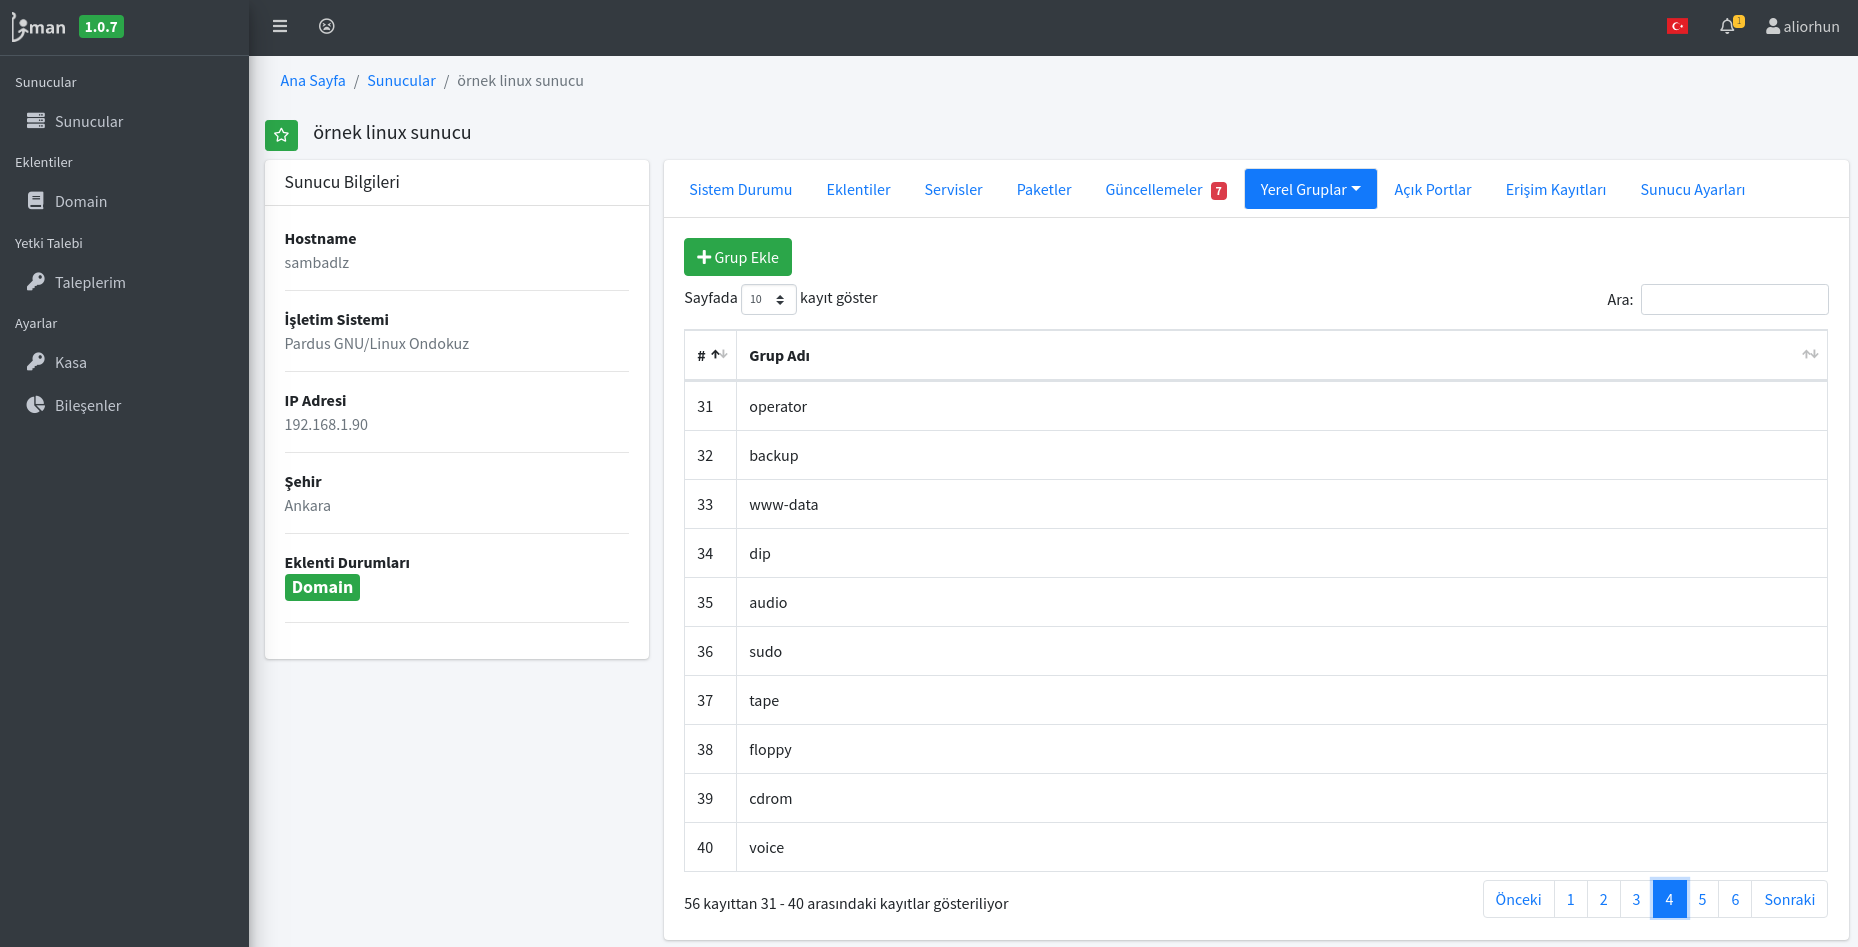 Liman 1.0.7
1
aliorhun
Sunucular
Sunucular
Eklentiler
Domain
Yetki Talebi
Taleplerim
Ayarlar
Kasa
Bileşenler
Ana Sayfa / Sunucular / örnek linux sunucu
örnek linux sunucu
Sunucu Bilgileri
Hostname
sambadlz
İşletim Sistemi
Pardus GNU/Linux Ondokuz
IP Adresi
192.168.1.90
Şehir
Ankara
Eklenti Durumları
Domain
Sistem Durumu Eklentiler Servisler Paketler Güncellemeler 7 Yerel Gruplar Açık Portlar Erişim Kayıtları Sunucu Ayarları
Grup Ekle
Sayfada 10 kayıt göster Ara:
# Grup Adı
31 operator
32 backup
33 www-data
34 dip
35 audio
36 sudo
37 tape
38 floppy
39 cdrom
40 voice
56 kayıttan 31 - 40 arasındaki kayıtlar gösteriliyor
Önceki 1 2 3 4 5 6 Sonraki